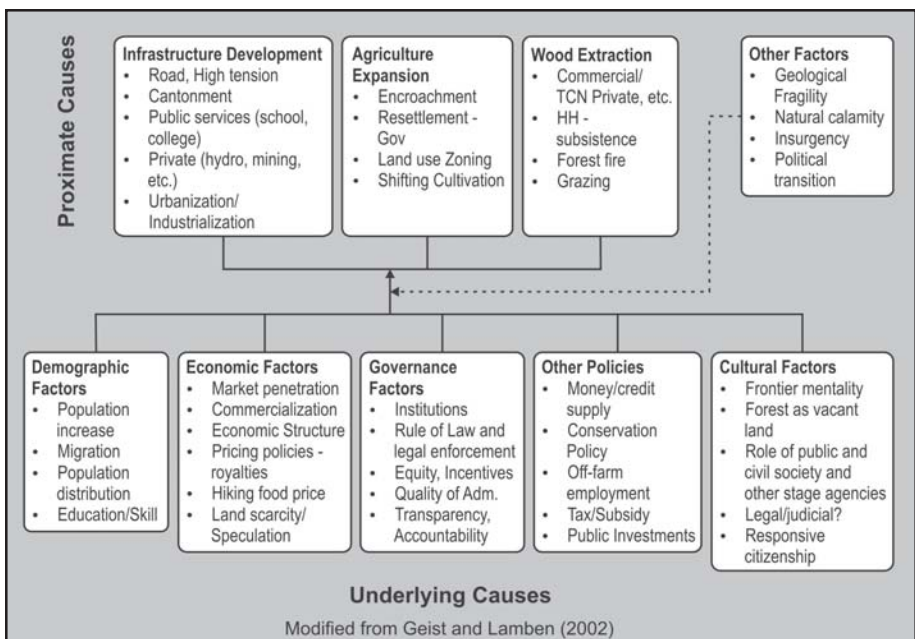 Proximate Causes
Infrastructure Development
• Road, High tension
• Cantonment
• Public services (school,
college)
• Private (hydro, mining,
etc.)
• Urbanization/
Industrialization
Agriculture
Expansion
• Encroachment
• Resettlement -
Gov
• Land use Zoning
• Shifting Cultivation
Wood Extraction
• Commercial/
TCN Private, etc.
• HH -
subsistence
• Forest fire
• Grazing
Other Factors
• Geological
Fragility
• Natural calamity
• Insurgency
• Political
transition
Demographic
Factors
• Population
increase
• Migration
• Population
distribution
• Education/Skill
Economic Factors
• Market penetration
• Commercialization
• Economic Structure
• Pricing policies -
royalties
• Hiking food price
• Land scarcity/
Speculation
Governance
Factors
• Institutions
• Rule of Law and
legal enforcement
• Equity, Incentives
• Quality of Adm.
• Transparency,
Accountability
Other Policies
• Money/credit
supply
• Conservation
Policy
• Off-farm
employment
• Tax/Subsidy
• Public Investments
Cultural Factors
• Frontier mentality
• Forest as vacant
land
• Role of public and
civil society and
other stage agencies
• Legal/judicial?
• Responsive
citizenship
Underlying Causes
Modified from Geist and Lamben (2002)